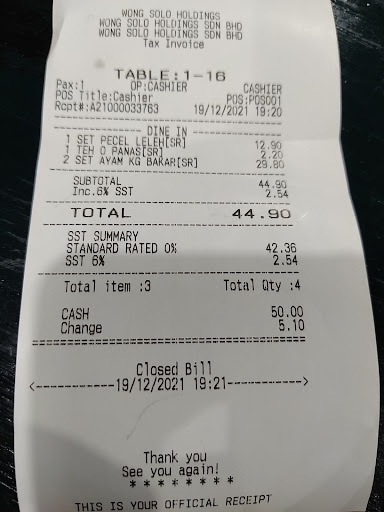 WONG SOLO HOLDINGS
WONG SOLO HOLDINGS SDN BHD
WONG SOLO HOLDINGS SDN BHD
Tax Invoice
TABLE:1-16
Pax:1 OP:CASHIER CASHIER
POS Title:Cashier POS:POS001
Rcpt#:A21000033763 19/12/2021 19:20
DINE IN
1 SET PECEL LELEH[SR] 12.90
1 TEH O PANAS[SR] 2.20
2 SET AYAM KG BAKAR[SR] 29.80
SUBTOTAL 44.90
Inc.6% SST 2.54
TOTAL 44.90
SST SUMMARY
STANDARD RATED 0% 42.36
SST 6% 2.54
Total item :3 Total Qty :4
CASH 50.00
Change 5.10
Closed Bill
<----------19/12/2021 19:21---------->
Thank you
See you again!
* * * * * * * *
THIS IS YOUR OFFICIAL RECEIPT